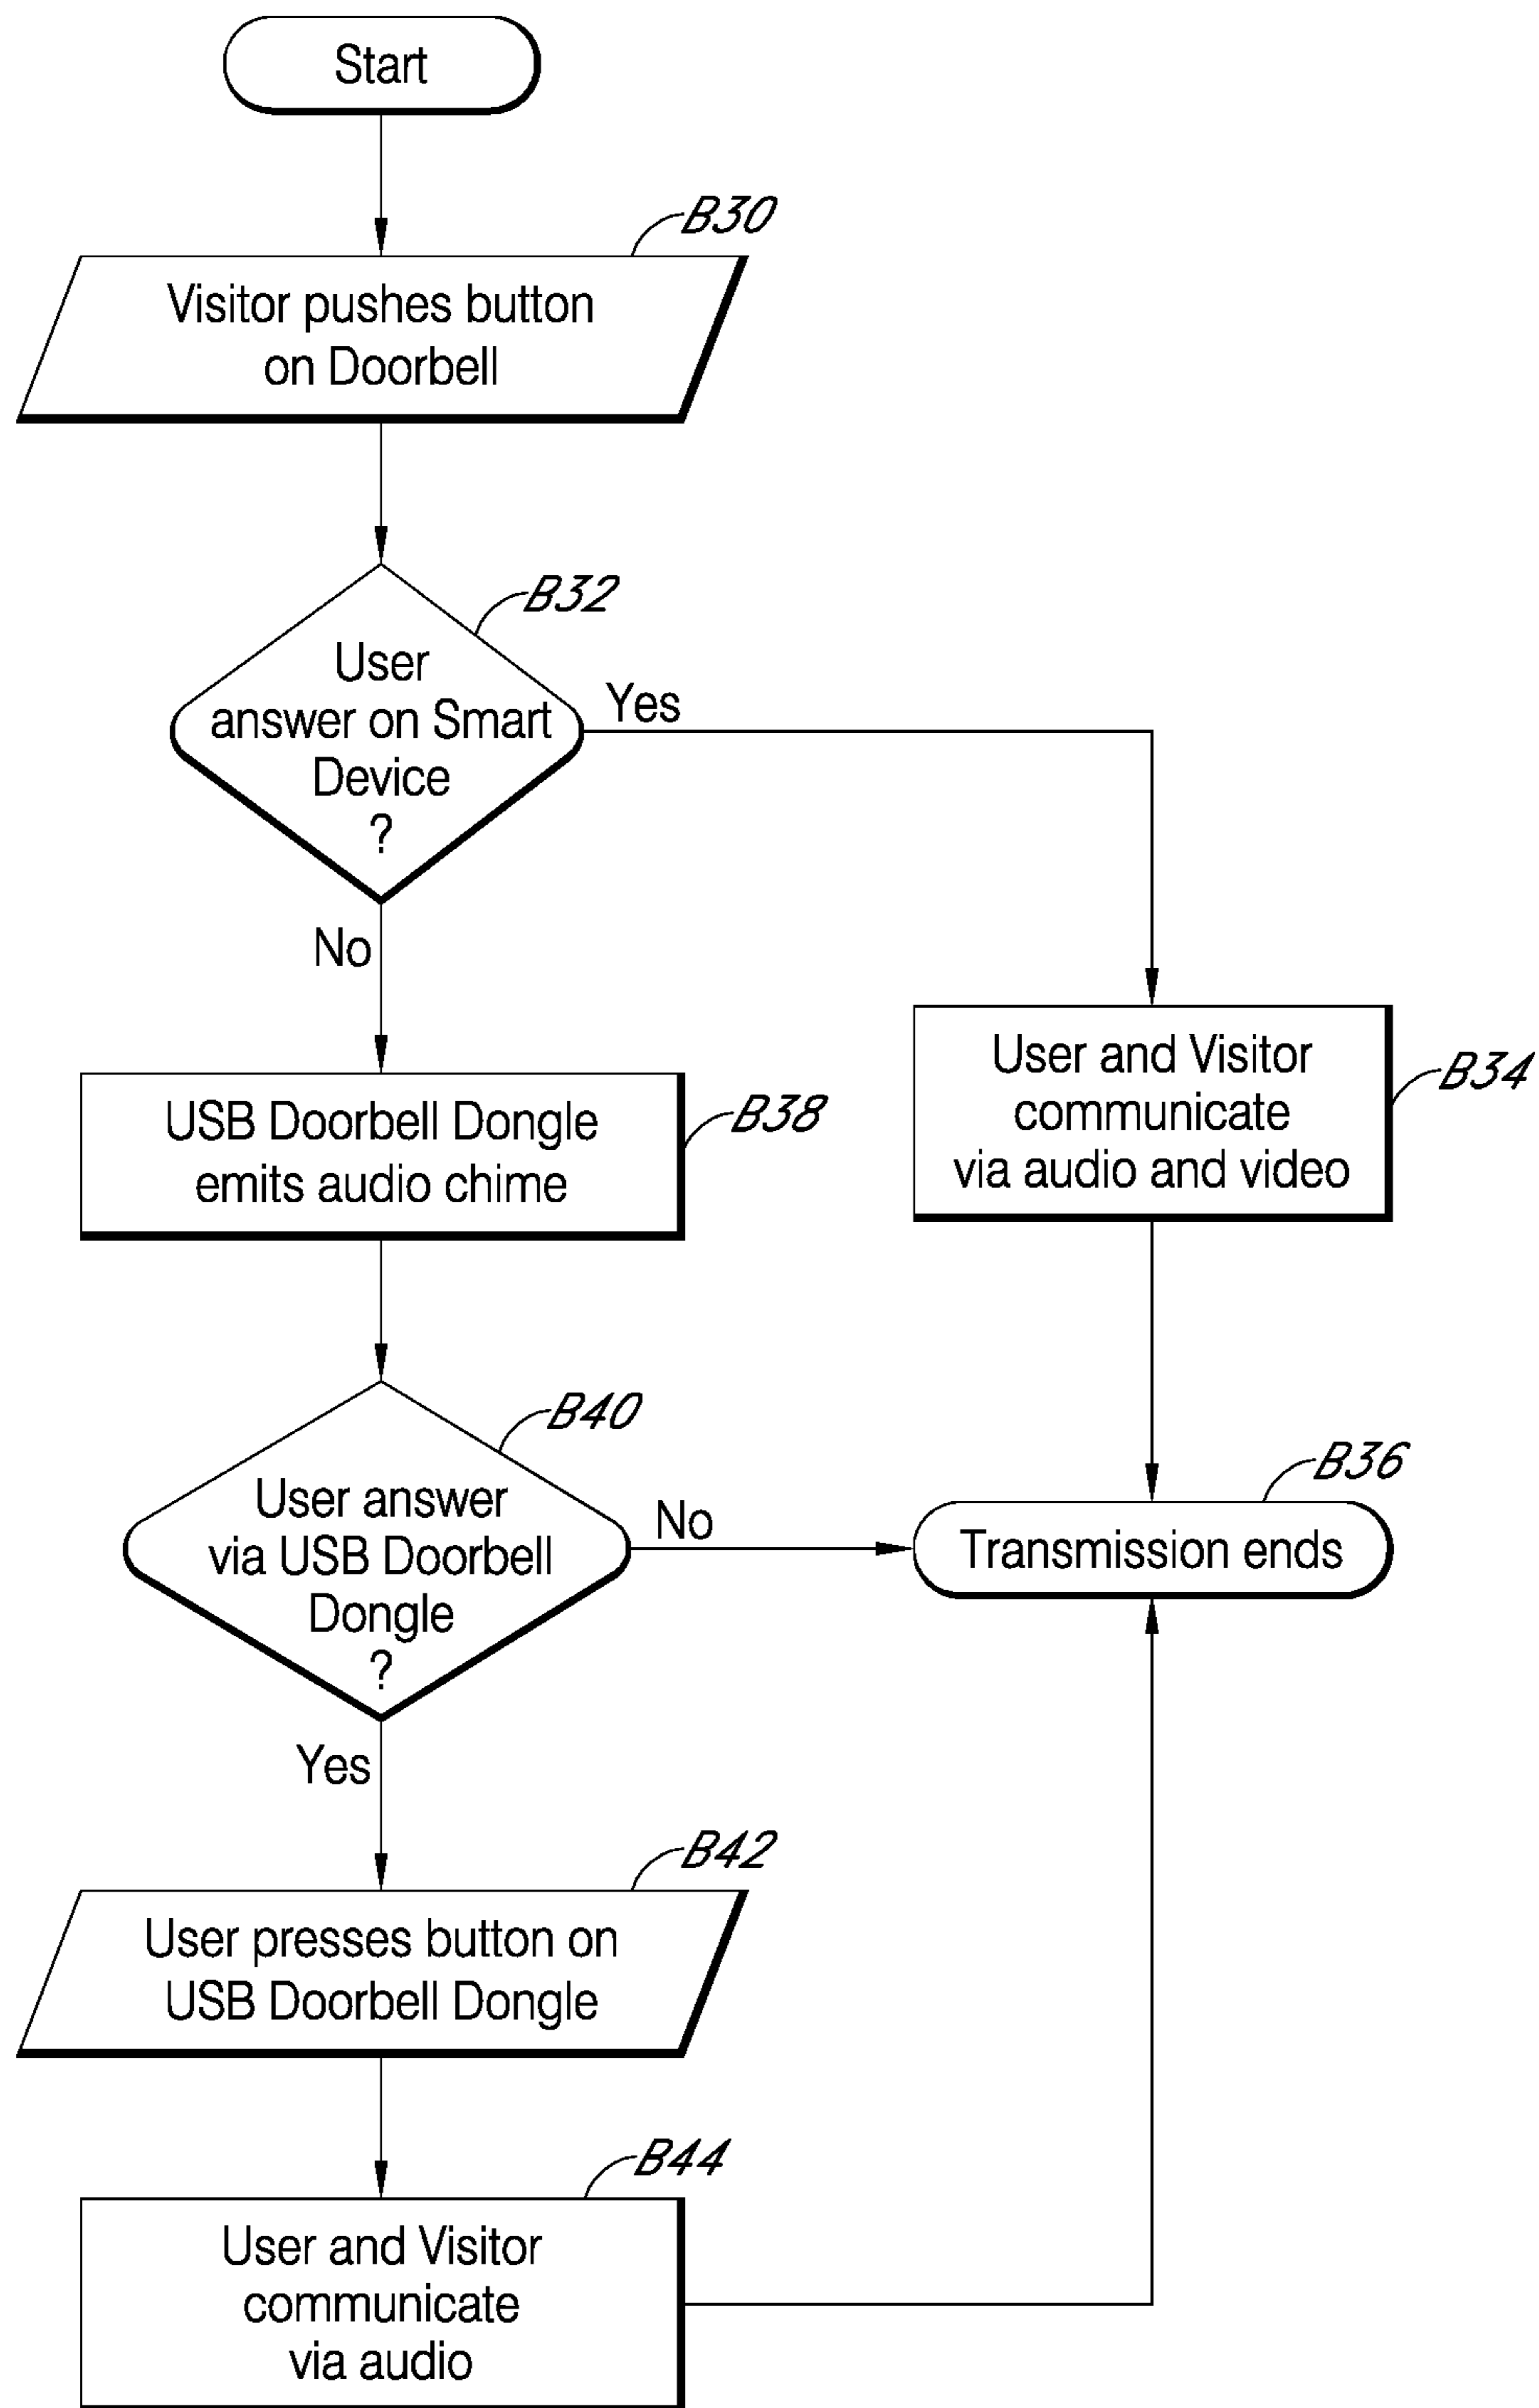 Start
B30
Visitor pushes button
on Doorbell
B32
User
answer on Smart
Device
?
Yes
No
User and Visitor
communicate
via audio and video
B34
USB Doorbell Dongle
emits audio chime
B38
B40
User answer
via USB Doorbell
Dongle
?
No
B36
Transmission ends
Yes
B42
User presses button on
USB Doorbell Dongle
B44
User and Visitor
communicate
via audio